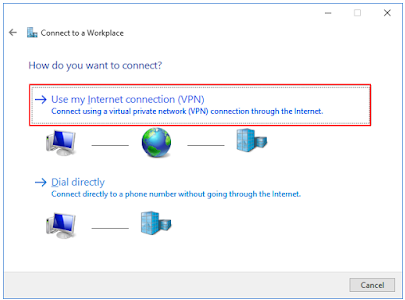 Connect to a Workplace
How do you want to connect?
Use my Internet connection (VPN)
Connect using a virtual private network (VPN) connection through the Internet.
Dial directly
Connect directly to a phone number without going through the Internet.
Cancel